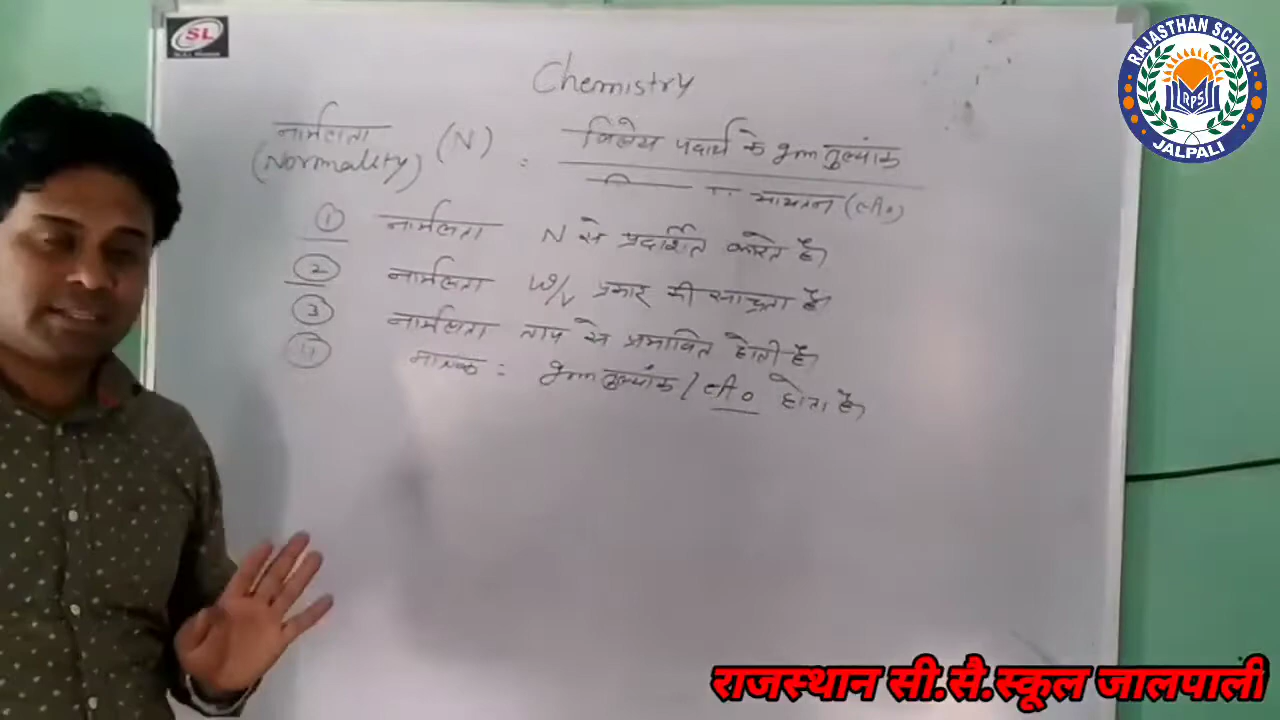 SL
RAJASTHAN SCHOOL
RPS
JALPALI
Chemistry
नार्मलता (N) = विलेय पदार्थ के gm तुल्यांक
(Normality)
आयतन (ली०)
① नार्मलता N से प्रदर्शित करते है।
② नार्मलता W/V प्रकार की सान्द्रता है।
③ नार्मलता ताप से प्रभावित होती है।
④ मात्रक = gm तुल्यांक / ली० होता है।
राजस्थान सी.सै.स्कूल जालपाली